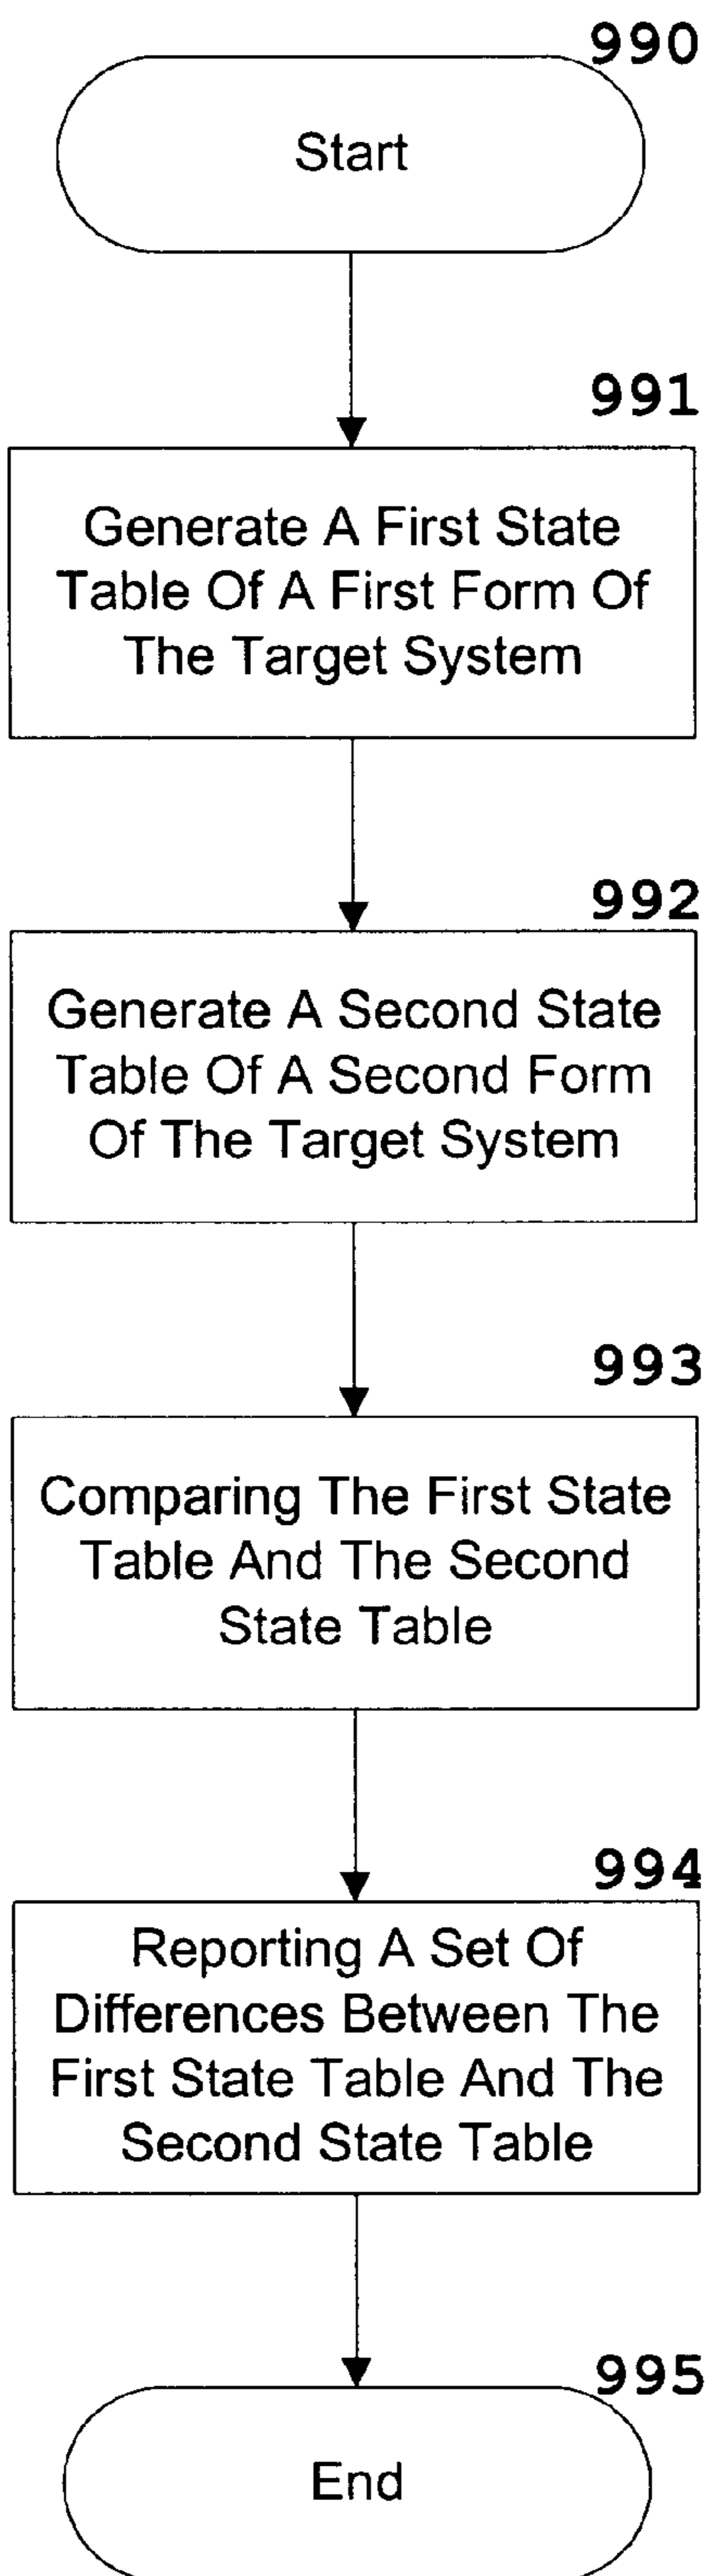 990
Start
991
Generate A First State
Table Of A First Form Of
The Target System
992
Generate A Second State
Table Of A Second Form
Of The Target System
993
Comparing The First State
Table And The Second
State Table
994
Reporting A Set Of
Differences Between The
First State Table And The
Second State Table
995
End